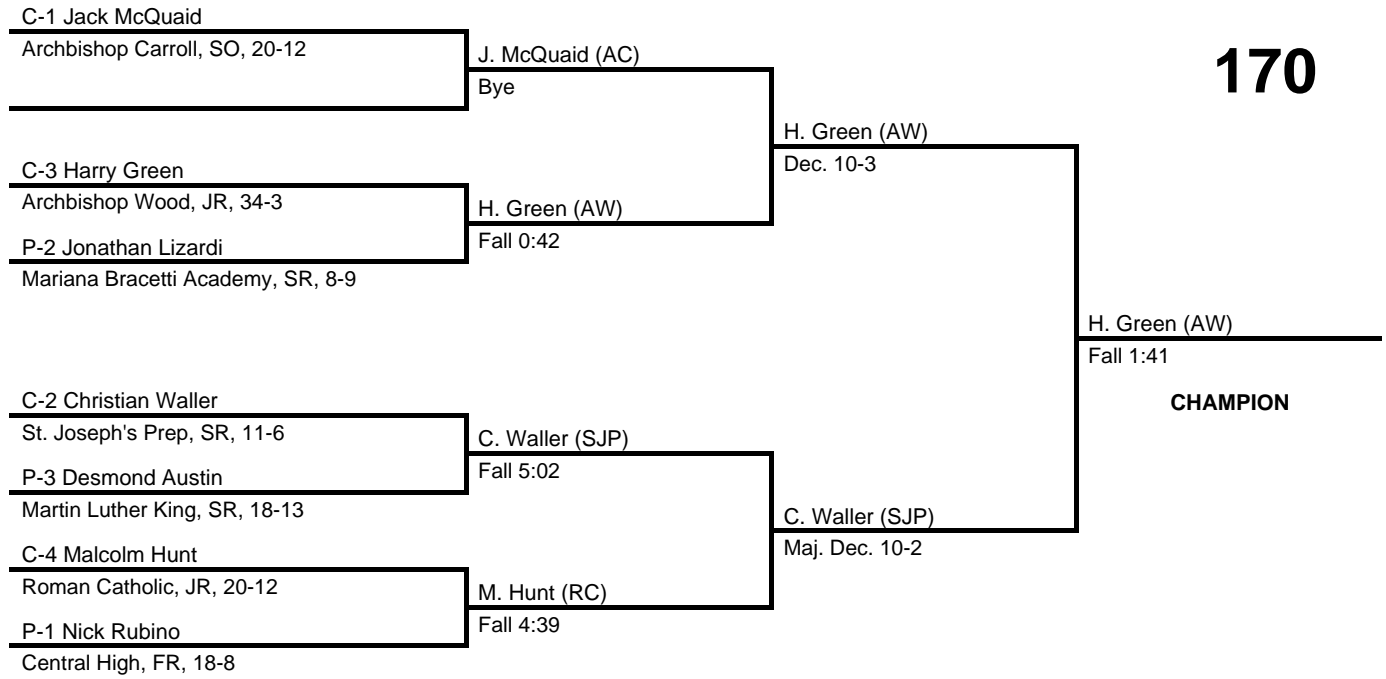 C-1 Jack McQuaid
Archbishop Carroll, SO, 20-12
J. McQuaid (AC)
Bye
170
H. Green (AW)
Dec. 10-3
C-3 Harry Green
Archbishop Wood, JR, 34-3
H. Green (AW)
Fall 0:42
P-2 Jonathan Lizardi
Mariana Bracetti Academy, SR, 8-9
H. Green (AW)
Fall 1:41
CHAMPION
C-2 Christian Waller
St. Joseph's Prep, SR, 11-6
C. Waller (SJP)
Fall 5:02
P-3 Desmond Austin
Martin Luther King, SR, 18-13
C. Waller (SJP)
Maj. Dec. 10-2
C-4 Malcolm Hunt
Roman Catholic, JR, 20-12
M. Hunt (RC)
Fall 4:39
P-1 Nick Rubino
Central High, FR, 18-8